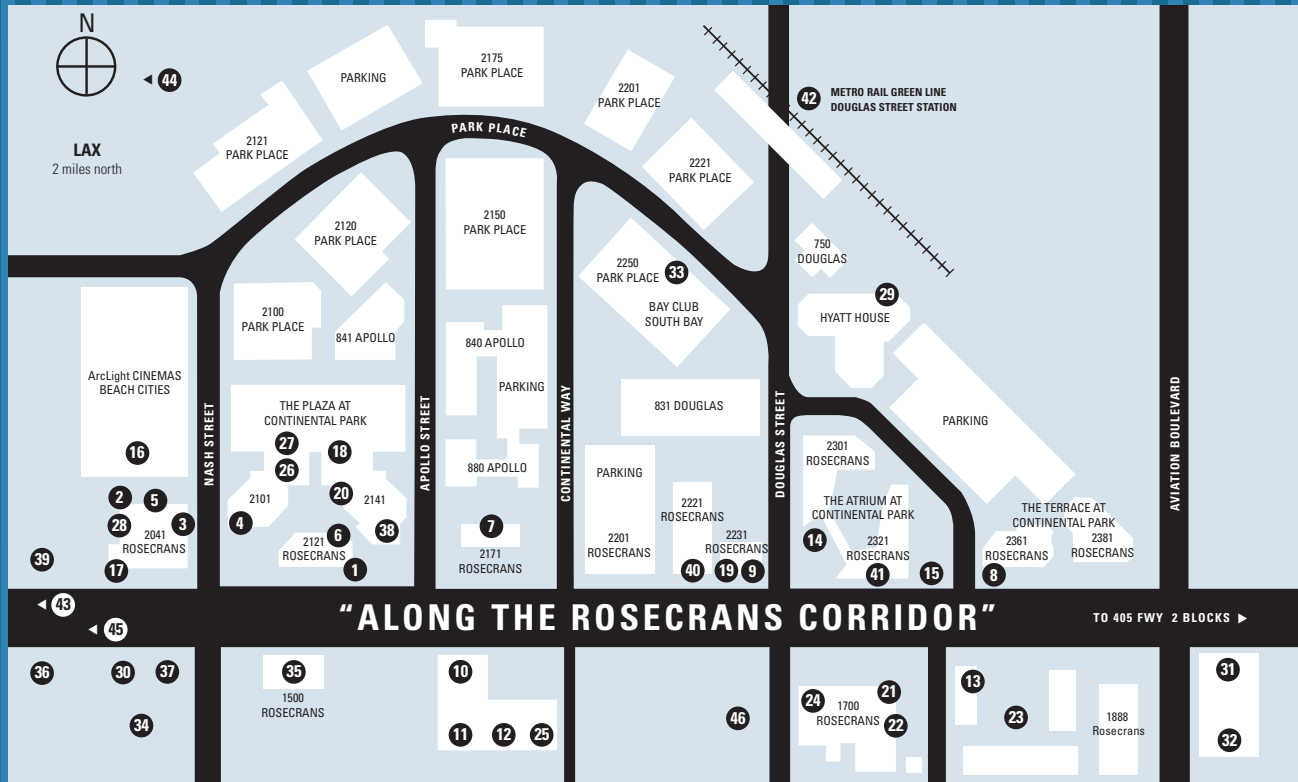 N
44
LAX
2 miles north
PARKING
2175
PARK PLACE
2201
PARK PLACE
42
METRO RAIL GREEN LINE
DOUGLAS STREET STATION
2121
PARK PLACE
PARK PLACE
2221
PARK PLACE
2120
PARK PLACE
2150
PARK PLACE
2250
PARK PLACE
33
BAY CLUB
SOUTH BAY
750
DOUGLAS
29
HYATT HOUSE
2100
PARK PLACE
841 APOLLO
840 APOLLO
PARKING
ArcLight CINEMAS
BEACH CITIES
16
NASH STREET
THE PLAZA AT
CONTINENTAL PARK
27
18
26
20
2101
2141
4
6
38
2121
ROSECRANS
1
APOLLO STREET
880 APOLLO
7
2171
ROSECRANS
CONTINENTAL WAY
831 DOUGLAS
PARKING
2201
ROSECRANS
2221
ROSECRANS
2231
ROSECRANS
40
19
9
DOUGLAS STREET
2301
ROSECRANS
THE ATRIUM AT
CONTINENTAL PARK
14
2321
ROSECRANS
41
15
PARKING
THE TERRACE AT
CONTINENTAL PARK
2361
ROSECRANS
2381
ROSECRANS
8
AVIATION BOULEVARD
2
5
28
3
2041
ROSECRANS
39
17
43
45
“ALONG THE ROSECRANS CORRIDOR”
TO 405 FWY 2 BLOCKS
36
30
37
34
35
1500
ROSECRANS
10
11
12
25
46
24
1700
ROSECRANS
21
22
13
23
1888
Rosecrans
31
32